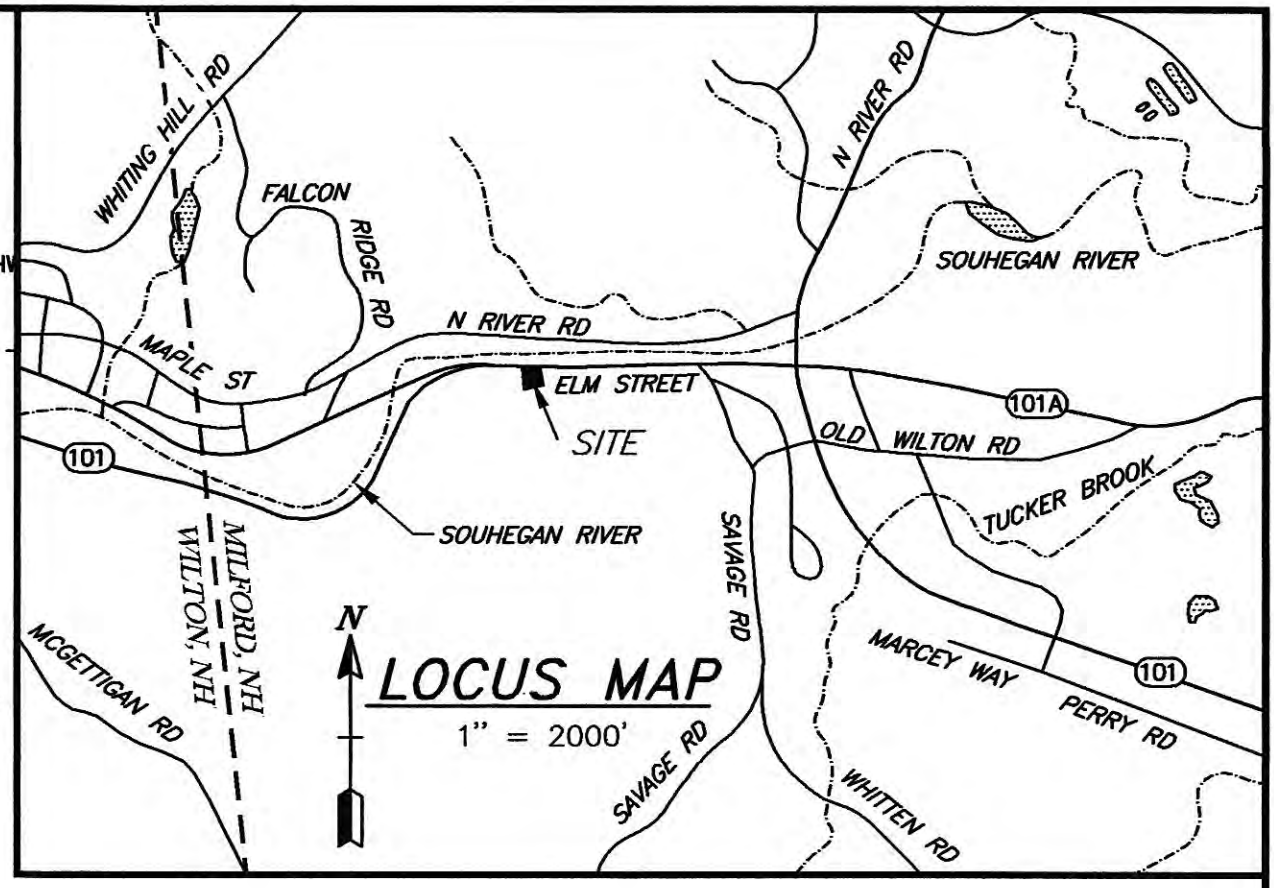 WHITING HILL RD
FALCON
RIDGE RD
N RIVER RD
SOUHEGAN RIVER
MAPLE ST
N RIVER RD
ELM STREET
SITE
101A
OLD WILTON RD
101
TUCKER BROOK
SOUHEGAN RIVER
SAVAGE RD
MILFORD, NH
WILTON, NH
MCGETTIGAN RD
N
LOCUS MAP
1" = 2000'
MARCEY WAY
101
PERRY RD
SAVAGE RD
WHITTEN RD